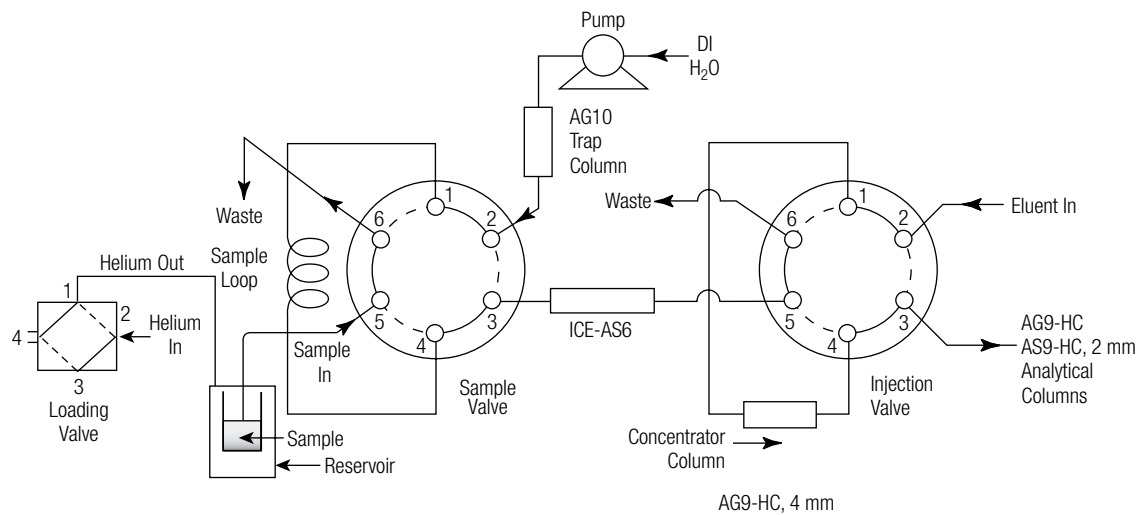 Pump
DI
H₂O
AG10
Trap
Column
Waste
Sample
Loop
1
2
3
4
5
6
Helium Out
1
2
3
4
Helium
In
Loading
Valve
Sample
In
Sample
Valve
Sample
Reservoir
ICE-AS6
Waste
1
2
3
4
5
6
Eluent In
AG9-HC
AS9-HC, 2 mm
Analytical
Columns
Injection
Valve
Concentrator
Column
AG9-HC, 4 mm